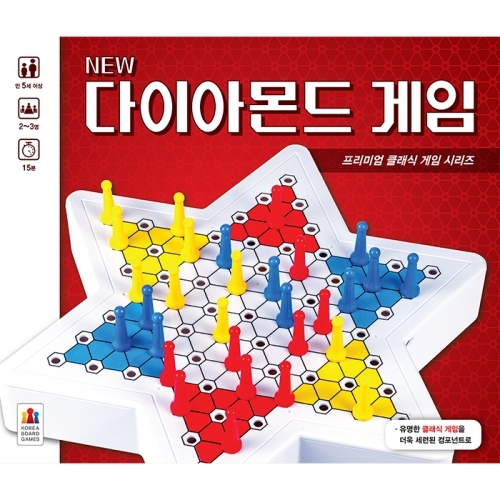 NEW
다이아몬드 게임
프리미엄 클래식 게임 시리즈
만 5세 이상
2~3명
15분
KOREA
BOARD
GAMES
· 유명한 클래식 게임을
더욱 세련된 컴포넌트로